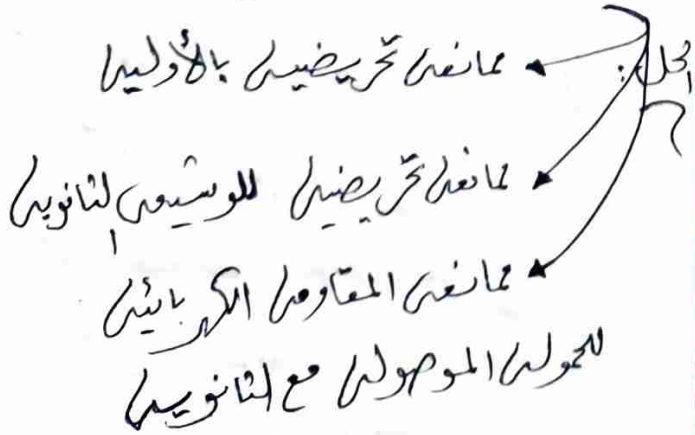 الحل: ممانعة تحريضية بالأولية
ممانعة تحريضية للوشيعة الثانوية
ممانعة المقاومة الكهربائية
للحمولة الموصولة مع الثانوية